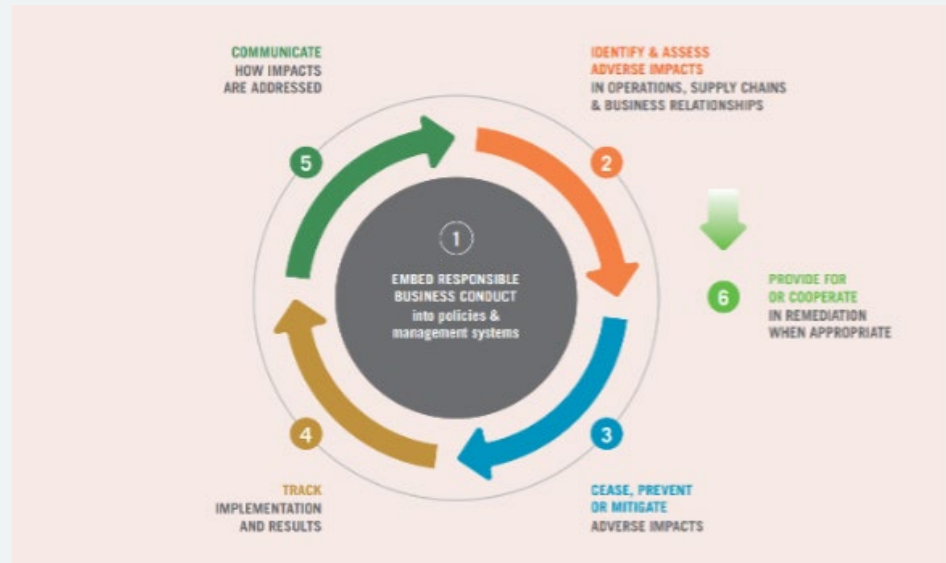 COMMUNICATE
HOW IMPACTS
ARE ADDRESSED
IDENTIFY & ASSESS
ADVERSE IMPACTS
IN OPERATIONS, SUPPLY CHAINS
& BUSINESS RELATIONSHIPS
5
2
1
EMBED RESPONSIBLE
BUSINESS CONDUCT
into policies &
management systems
6
PROVIDE FOR
OR COOPERATE
IN REMEDIATION
WHEN APPROPRIATE
4
3
TRACK
IMPLEMENTATION
AND RESULTS
CEASE, PREVENT
OR MITIGATE
ADVERSE IMPACTS